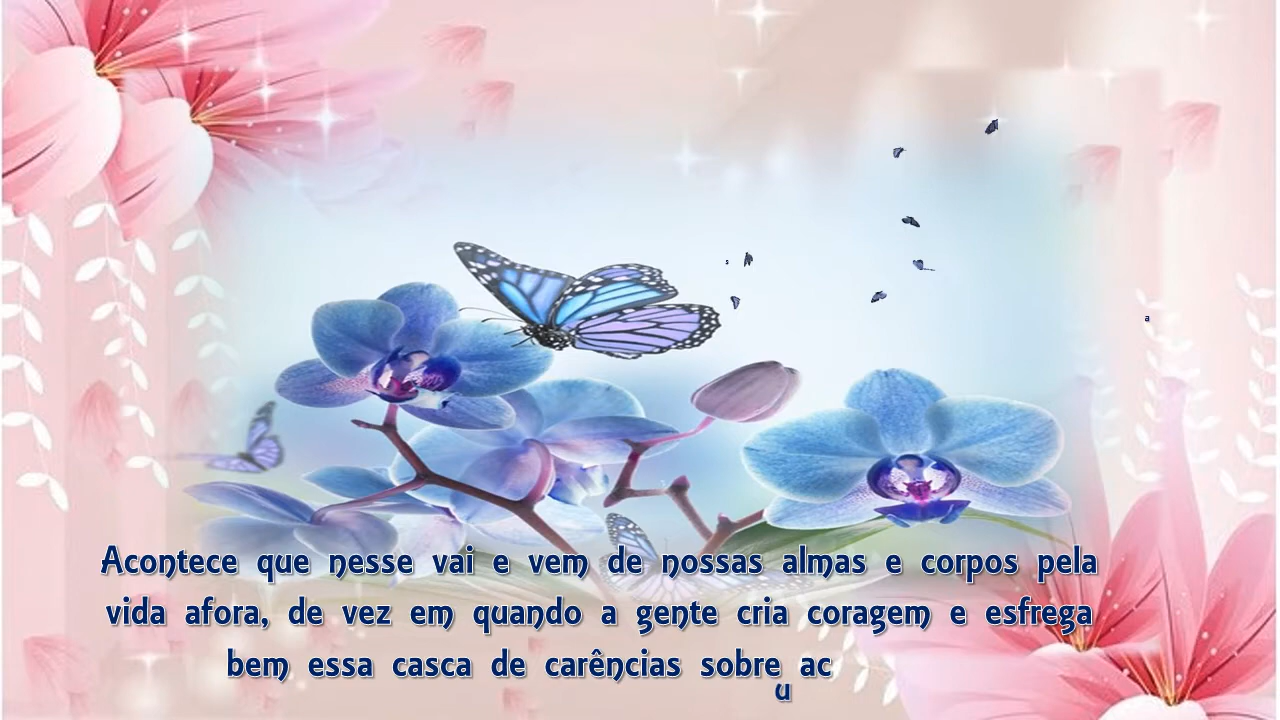 Acontece que nesse vai e vem de nossas almas e corpos pela
vida afora, de vez em quando a gente cria coragem e esfrega
bem essa casca de carências sobre ac
u
s
a